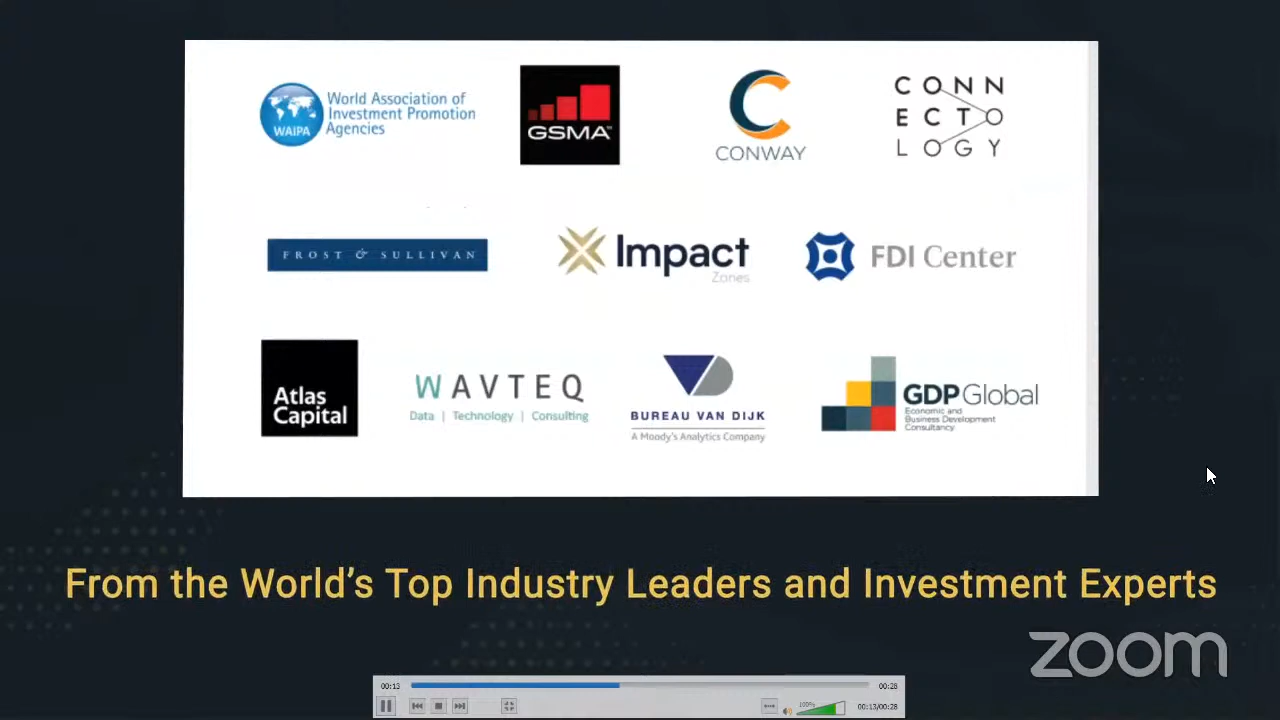 World Association of
Investment Promotion
Agencies
WAIPA
GSMA™
CONWAY
CONN
ECTO
LOGY
FROST & SULLIVAN
Impact
Zones
FDI Center
Atlas
Capital
WAVTEQ
Data | Technology | Consulting
BUREAU VAN DIJK
A Moody's Analytics Company
GDP Global
Economic and
Business Development
Consultancy
From the World's Top Industry Leaders and Investment Experts
zoom
00:13
00:28
100%
00:13/00:28